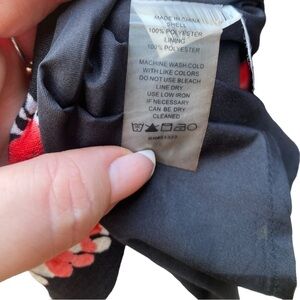 MADE IN CHINA
SHELL
100% POLYESTER
LINING
100% POLYESTER
MACHINE WASH COLD
WITH LIKE COLORS
DO NOT USE BLEACH
LINE DRY
USE LOW IRON
IF NECESSARY
CAN BE DRY
CLEANED